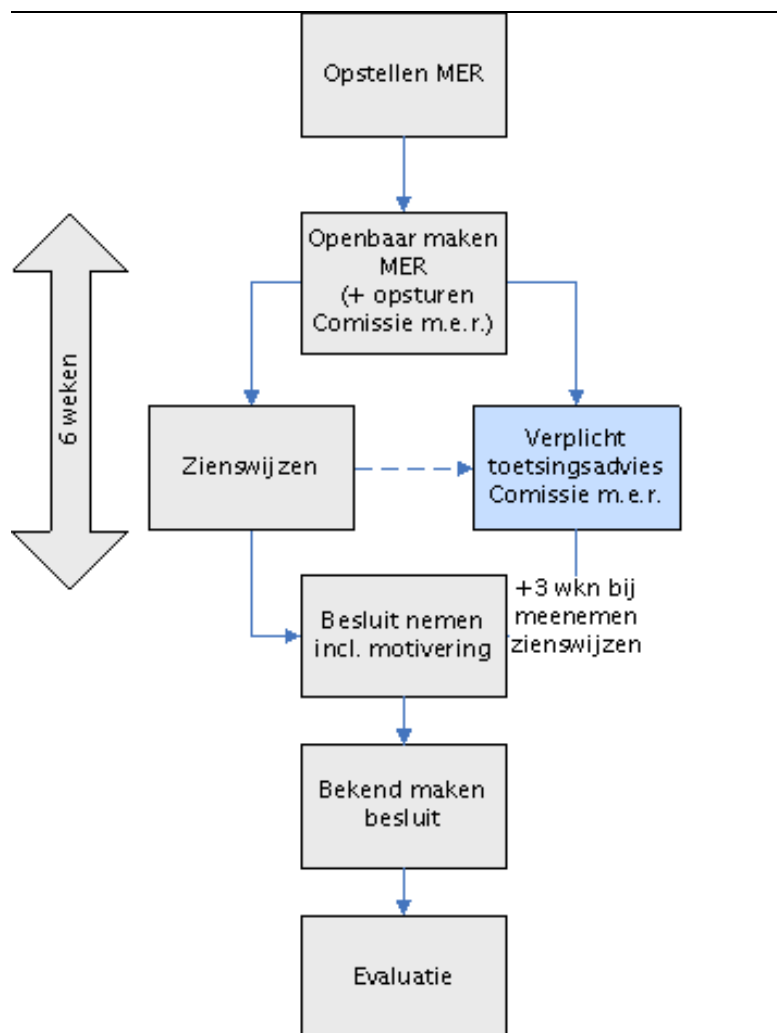 Opstellen MER
Openbaar maken
MER
(+ opsturen
Comissie m.e.r.)
6 weken
Zienswijzen
Verplicht
toetsingsadvies
Comissie m.e.r.
+3 wkn bij
meenemen
zienswijzen
Besluit nemen
incl. motivering
Bekend maken
besluit
Evaluatie